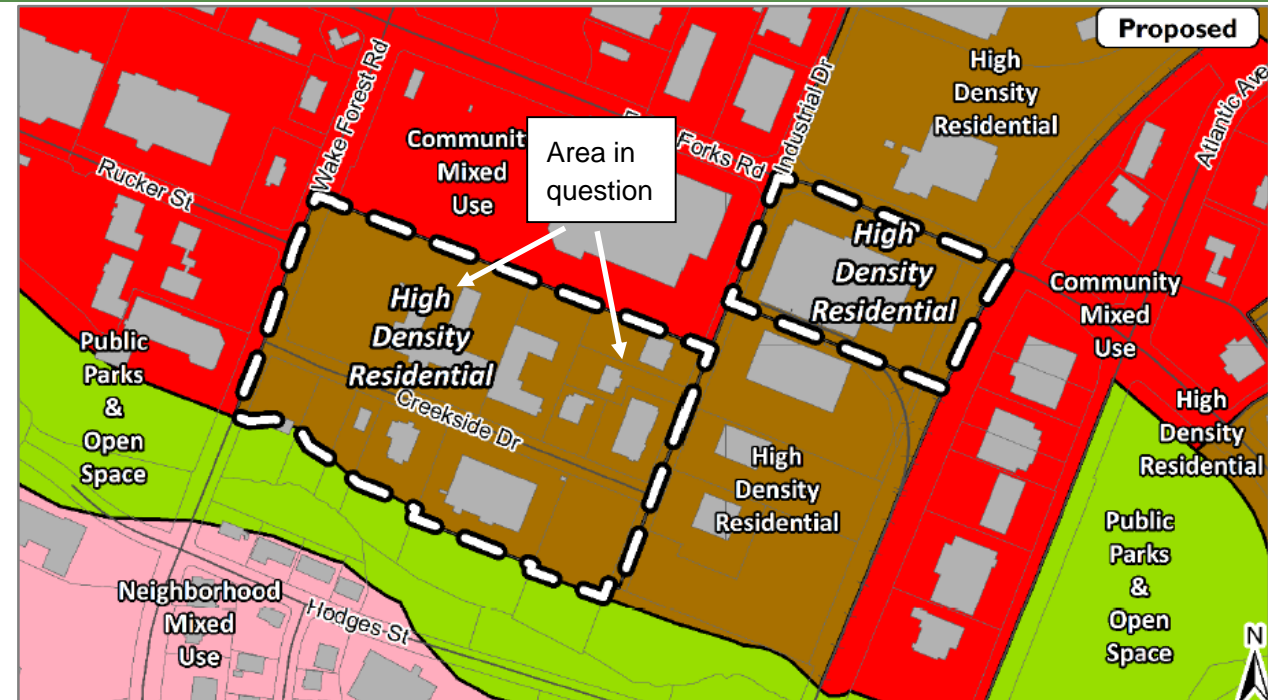 Proposed
High
Density
Residential
Industrial Dr
Atlantic Ave
Wake Forest Rd
Community
Mixed
Use
Area in
question
Forks Rd
Rucker St
High
Density
Residential
Community
Mixed
Use
High
Density
Residential
Public
Parks
&
Open
Space
Creekside Dr
High
Density
Residential
High
Density
Residential
Public
Parks
&
Open
Space
Neighborhood
Mixed
Use
Hodges St
N